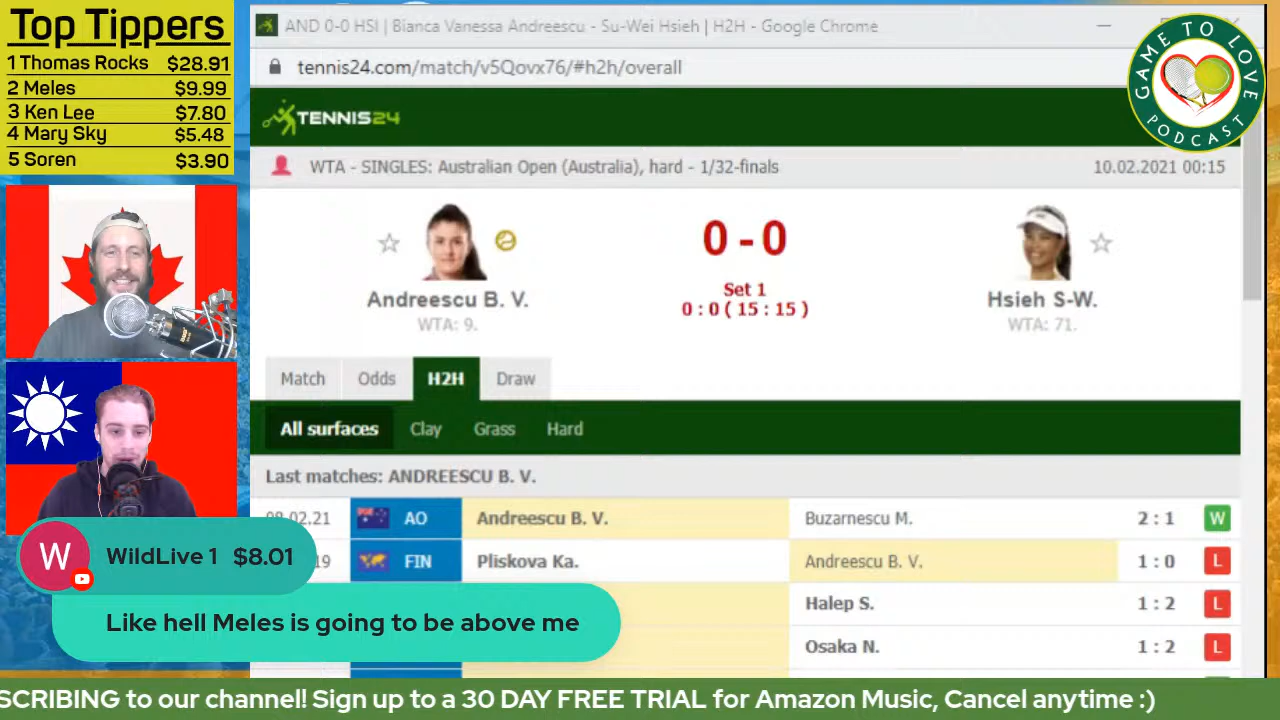 Top Tippers
1 Thomas Rocks $28.91
2 Meles $9.99
3 Ken Lee $7.80
4 Mary Sky $5.48
5 Soren $3.90
AND 0-0 HSI | Bianca Vanessa Andreescu - Su-Wei Hsieh | H2H - Google Chrome
tennis24.com/match/v5Qovx76/#h2h/overall
GAME TO LOVE
PODCAST
TENNIS24
WTA - SINGLES: Australian Open (Australia), hard - 1/32-finals 10.02.2021 00:15
0 - 0
Set 1
0 : 0 ( 15 : 15 )
Andreescu B. V.
WTA: 9.
Hsieh S-W.
WTA: 71.
Match Odds H2H Draw
All surfaces Clay Grass Hard
Last matches: ANDREESCU B. V.
08.02.21 AO Andreescu B. V. Buzarnescu M. 2 : 1 W
19 FIN Pliskova Ka. Andreescu B. V. 1 : 0 L
Halep S. 1 : 2 L
Osaka N. 1 : 2 L
W WildLive 1 $8.01
Like hell Meles is going to be above me
SCRIBING to our channel! Sign up to a 30 DAY FREE TRIAL for Amazon Music, Cancel anytime :)